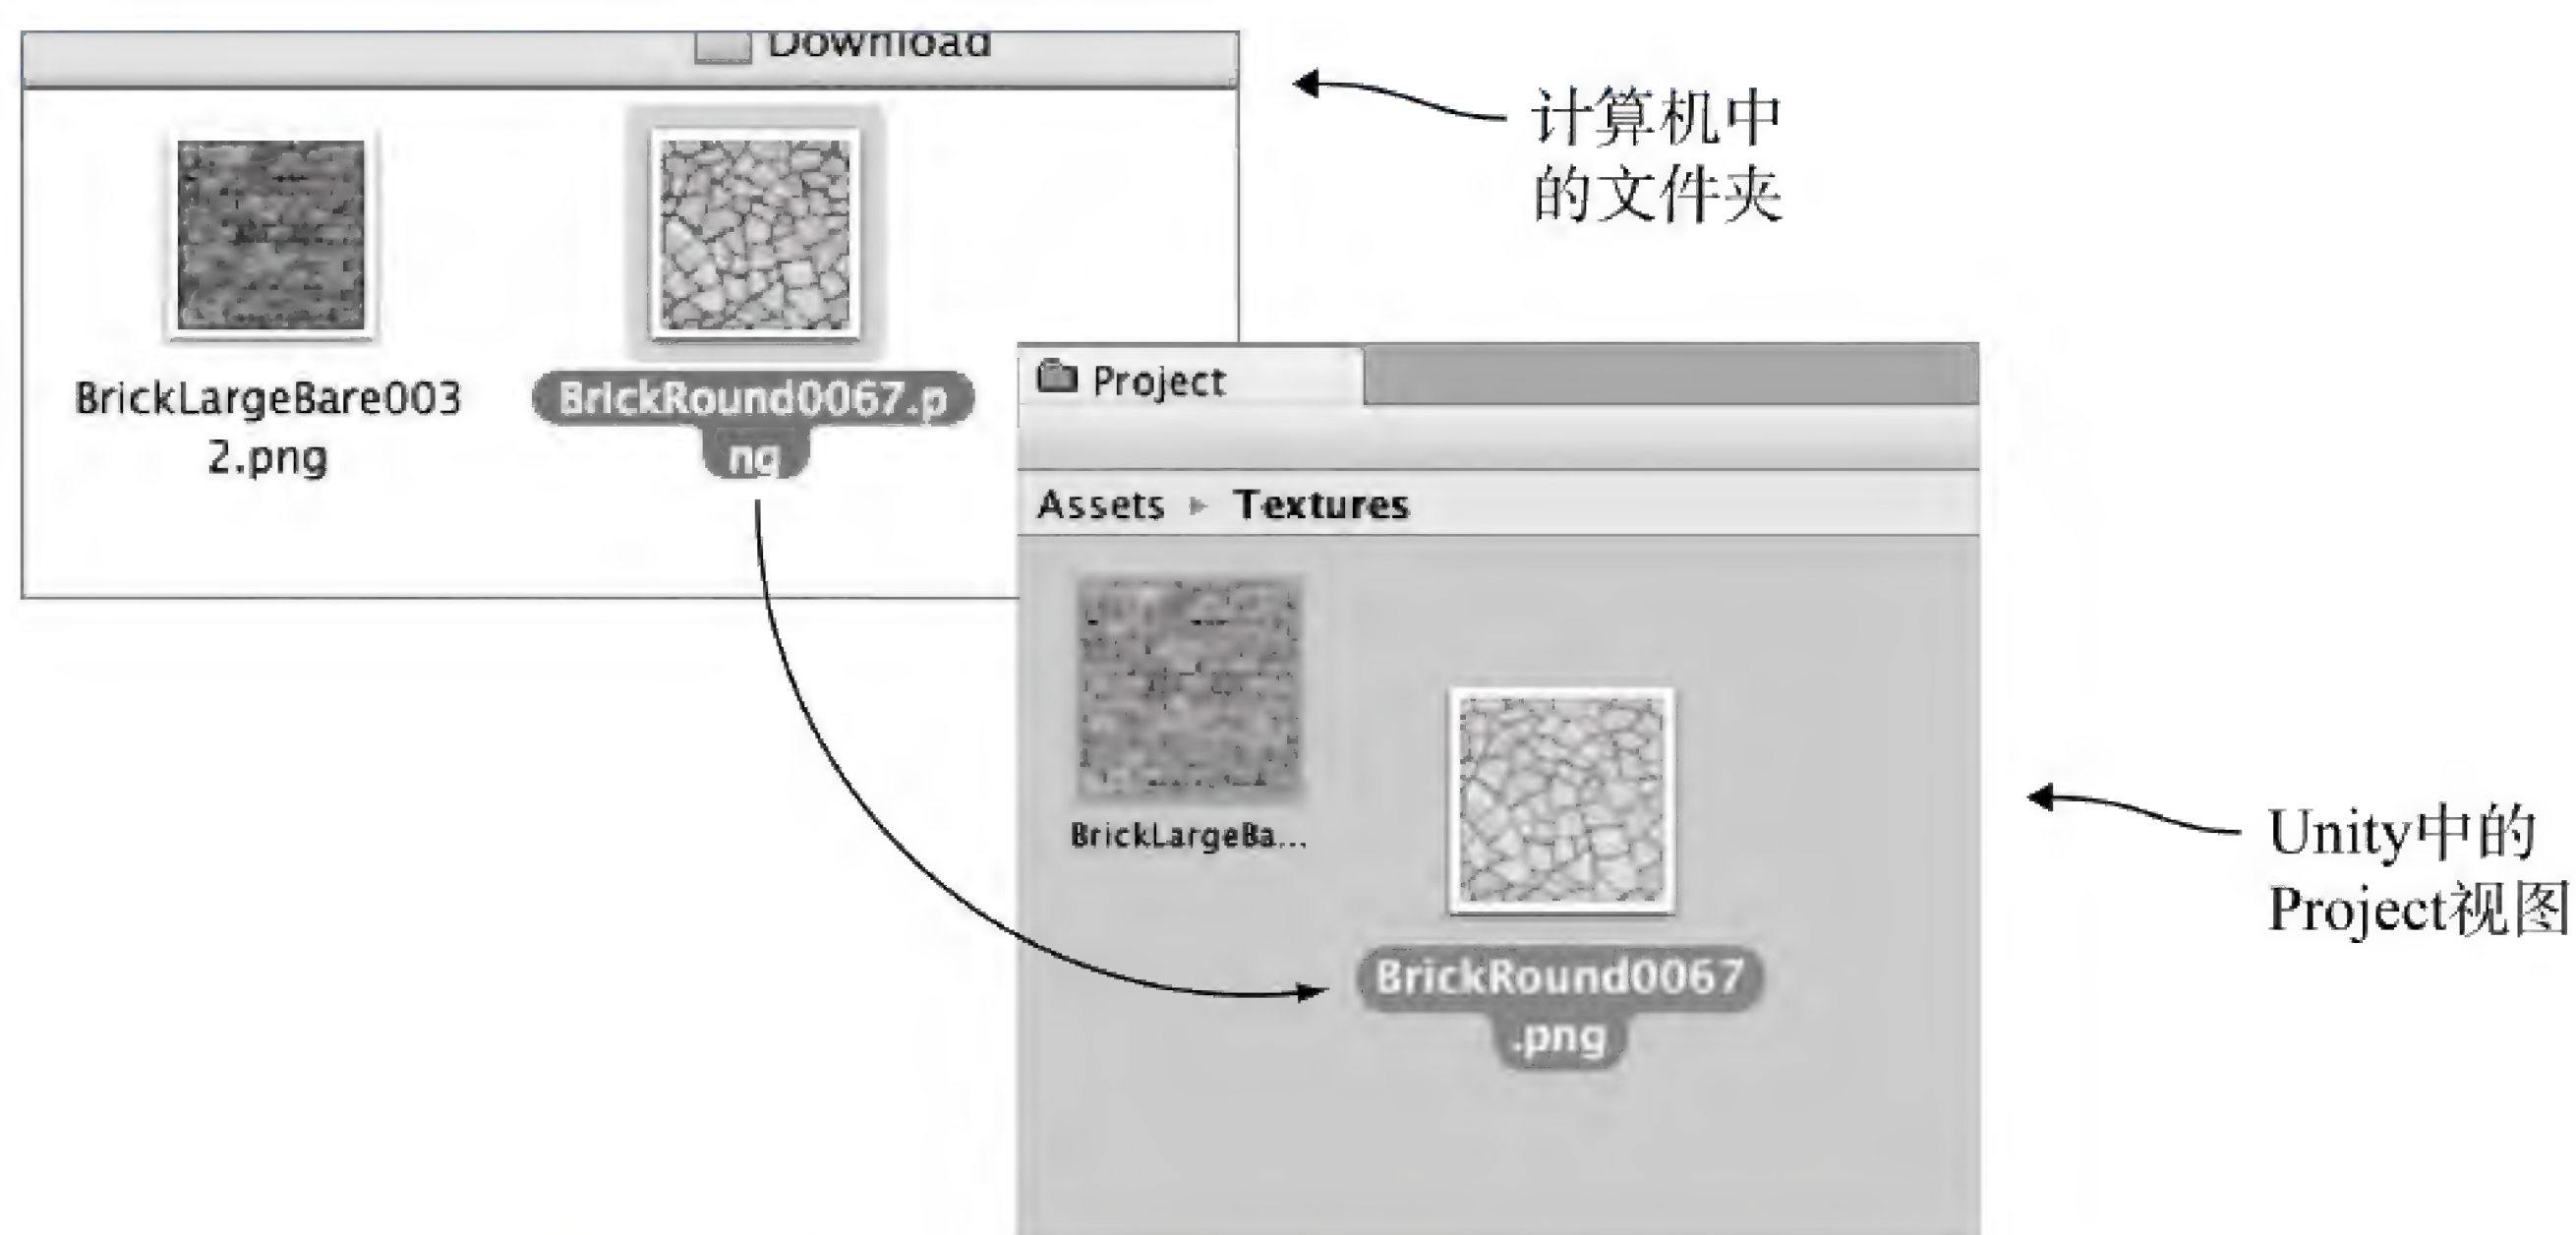 Download
计算机中
的文件夹
BrickLargeBare003
2.png
BrickRound0067.p
ng
Project
Assets
Textures
BrickLargeBa...
BrickRound0067
.png
Unity中的
Project视图